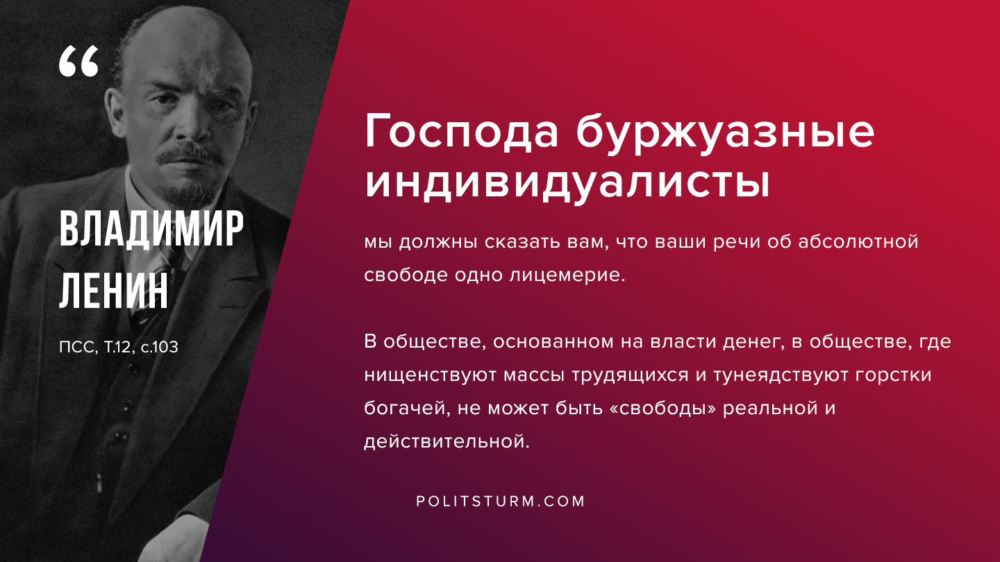 “
ВЛАДИМИР
ЛЕНИН
ПСС, Т.12, с.103
Господа буржуазные
индивидуалисты
мы должны сказать вам, что ваши речи об абсолютной
свободе одно лицемерие.
В обществе, основанном на власти денег, в обществе, где
нищенствуют массы трудящихся и тунеядствуют горстки
богачей, не может быть «свободы» реальной и
действительной.
POLITSTURM.COM